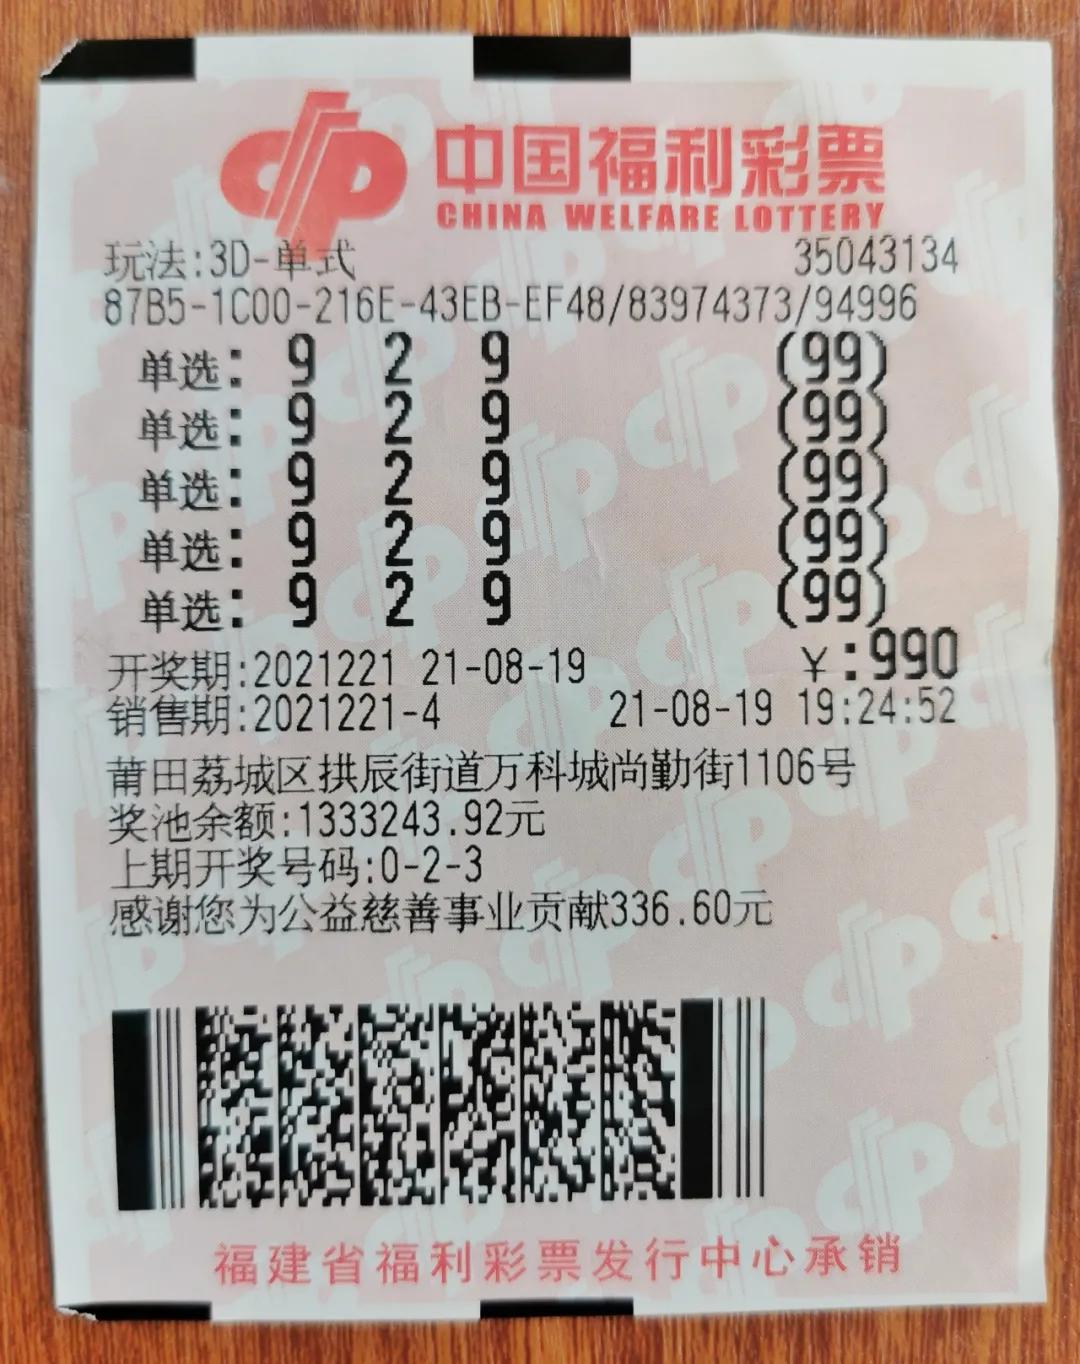 中国福利彩票
CHINA WELFARE LOTTERY
玩法:3D-单式 35043134
87B5-1C00-216E-43EB-EF48/83974373/94996
单选: 9 2 9 (99)
单选: 9 2 9 (99)
单选: 9 2 9 (99)
单选: 9 2 9 (99)
单选: 9 2 9 (99)
开奖期:2021221 21-08-19 ￥:990
销售期:2021221-4 21-08-19 19:24:52
莆田荔城区拱辰街道万科城尚勤街1106号
奖池余额:1333243.92元
上期开奖号码:0-2-3
感谢您为公益慈善事业贡献336.60元
福建省福利彩票发行中心承销